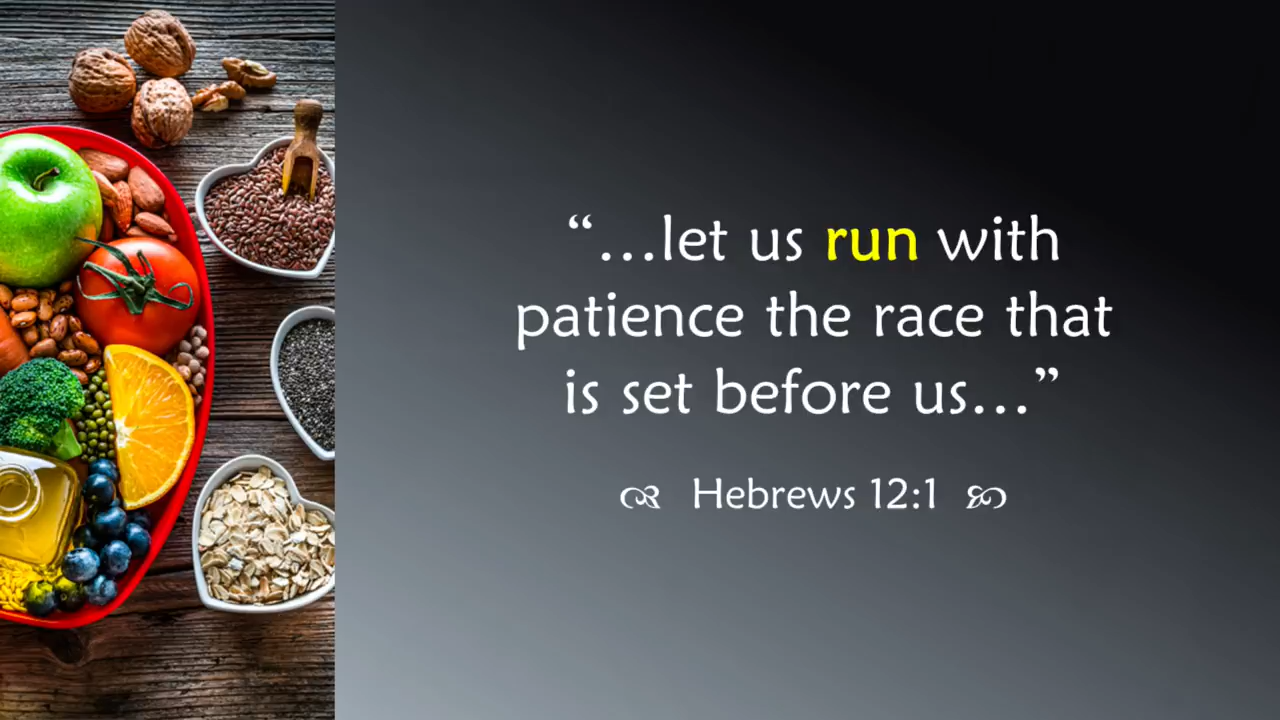 “…let us run with
patience the race that
is set before us…”
Hebrews 12:1